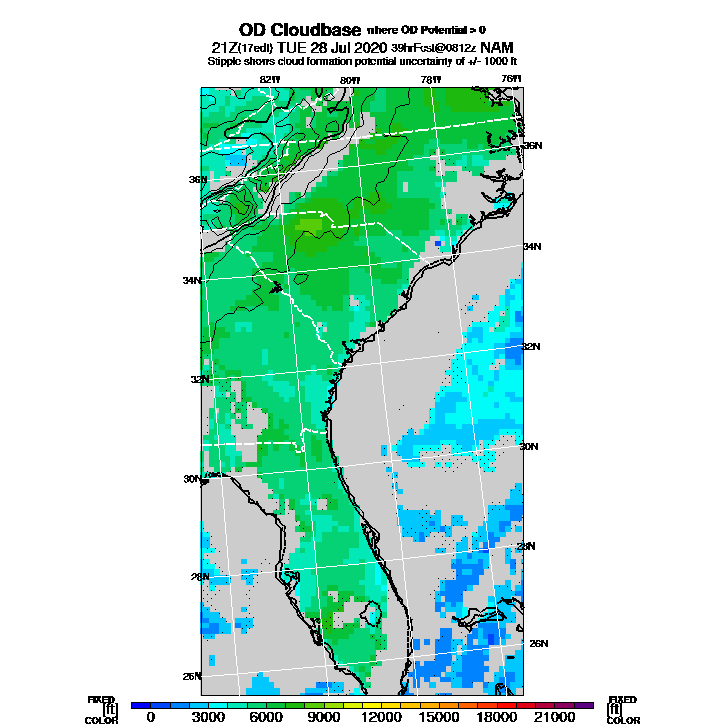 OD Cloudbase where OD Potential > 0
21Z(17edt) TUE 28 Jul 2020 39hrFcst@0812z NAM
Stipple shows cloud formation potential uncertainty of +/- 1000 ft
82W 80W 78W 76W
36N
36N
34N
34N
32N
32N
30N
30N
28N
28N
26N
26N
FIXED FIXED
[ft] 0 3000 6000 9000 12000 15000 18000 21000 [ft]
COLOR COLOR